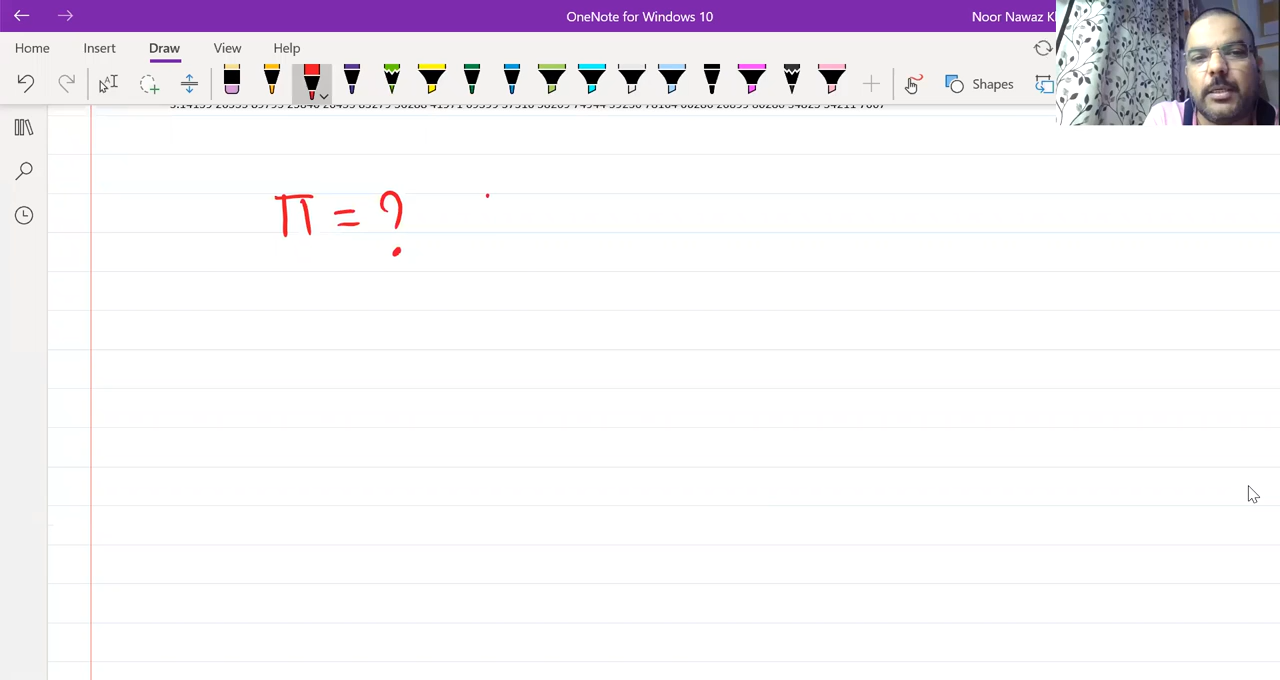 OneNote for Windows 10
Noor Nawaz
Home Insert Draw View Help
Shapes
Π = ?